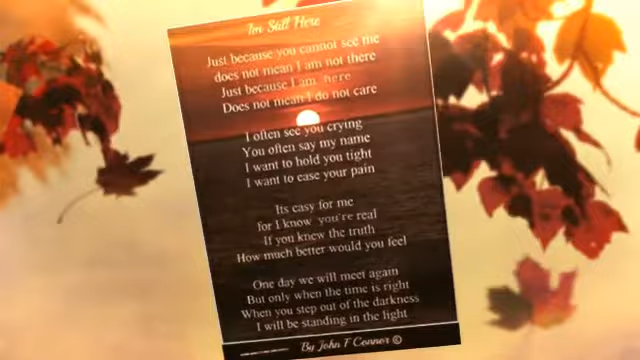 Im Still Here
Just because you cannot see me
does not mean I am not there
Just because I am here
Does not mean I do not care
I often see you crying
You often say my name
I want to hold you tight
I want to ease your pain
Its easy for me
for I know you're real
If you knew the truth
How much better would you feel
One day we will meet again
But only when the time is right
When you step out of the darkness
I will be standing in the light
By John F Connor ©